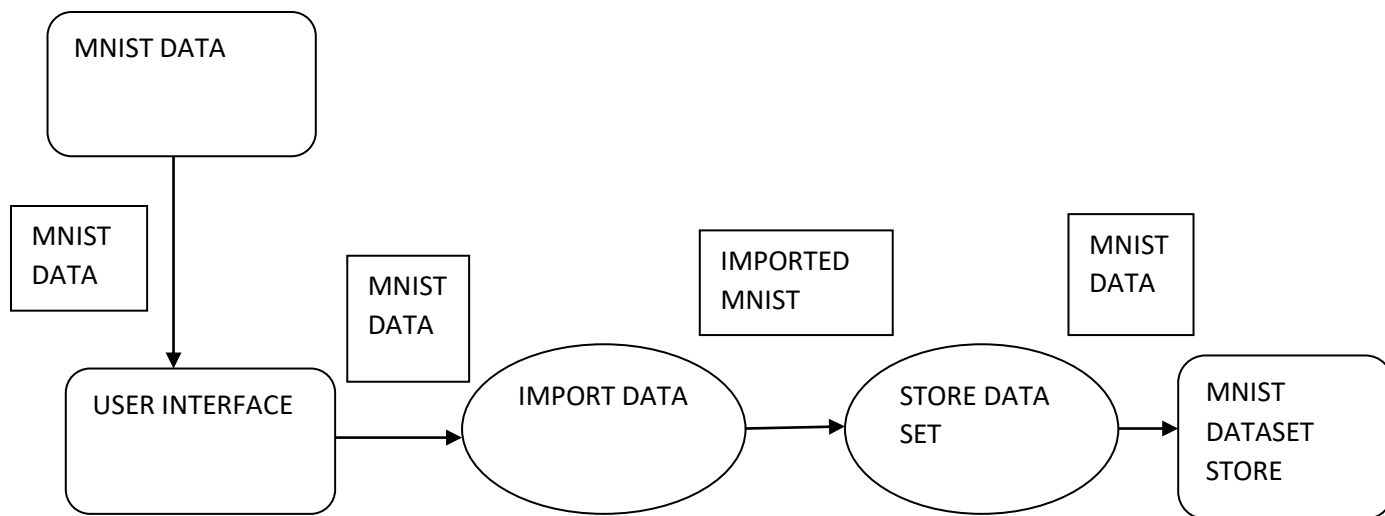 MNIST DATA
MNIST
DATA
MNIST
DATA
IMPORTED
MNIST
MNIST
DATA
USER INTERFACE
IMPORT DATA
STORE DATA
SET
MNIST
DATASET
STORE